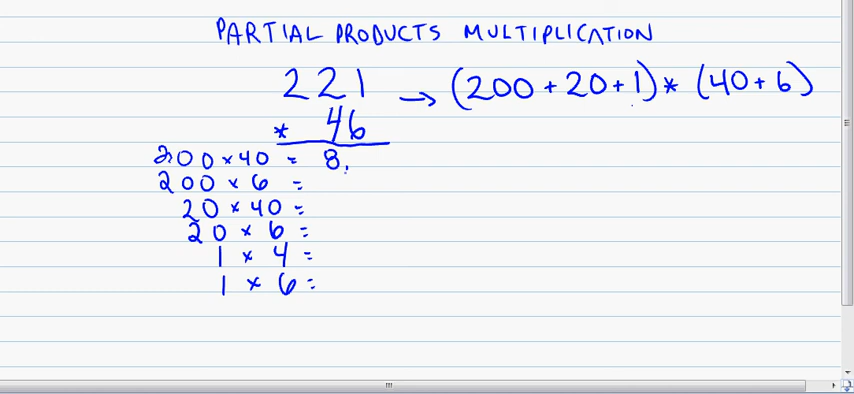 PARTIAL PRODUCTS MULTIPLICATION
221 → (200 + 20 + 1) * (40 + 6)
* 46
200 × 40 = 8
200 × 6 =
20 × 40 =
20 × 6 =
1 × 4 =
1 × 6 =